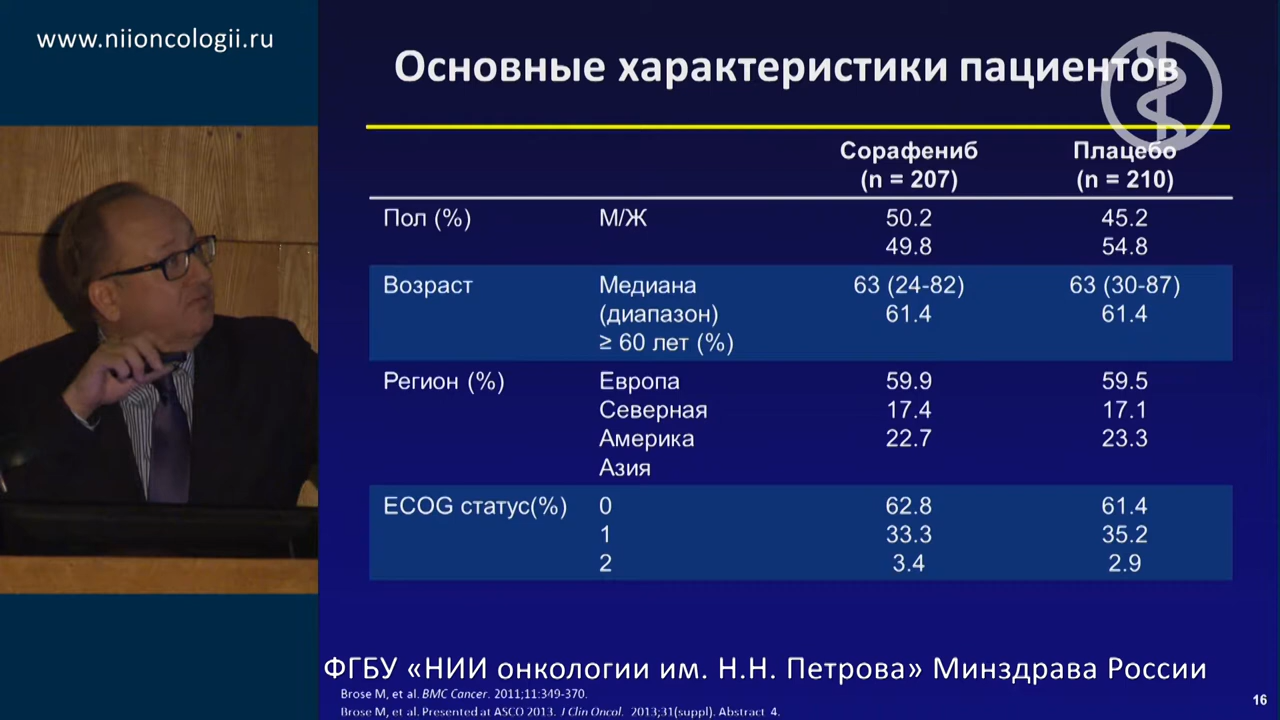 www.niioncologii.ru
Основные характеристики пациентов
Сорафениб Плацебо
(n = 207) (n = 210)
Пол (%) М/Ж 50.2 45.2
49.8 54.8
Возраст Медиана 63 (24-82) 63 (30-87)
(диапазон) 61.4 61.4
≥ 60 лет (%)
Регион (%) Европа 59.9 59.5
Северная 17.4 17.1
Америка 22.7 23.3
Азия
ECOG статус(%) 0 62.8 61.4
1 33.3 35.2
2 3.4 2.9
ФГБУ «НИИ онкологии им. Н.Н. Петрова» Минздрава России
Brose M, et al. BMC Cancer. 2011;11:349-370.
Brose M, et al. Presented at ASCO 2013. J Clin Oncol. 2013;31(suppl). Abstract 4.
16